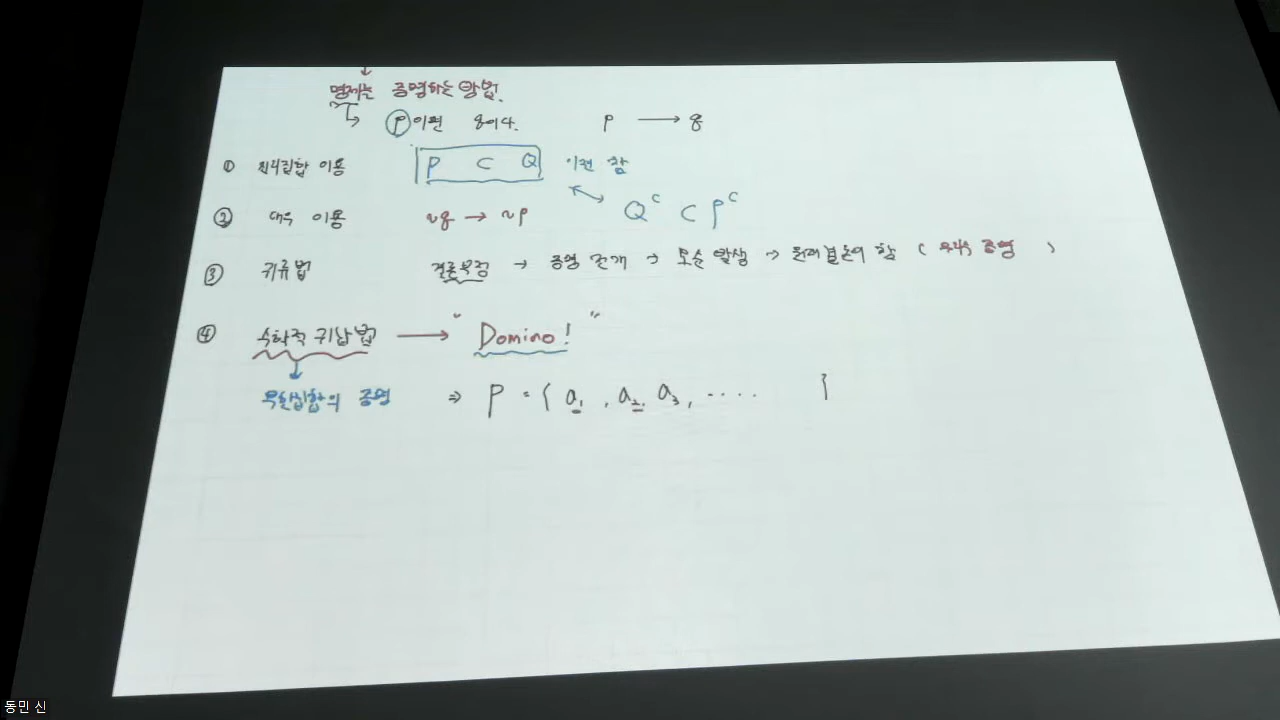 명제를 증명하는 방법.
p이면 q이다. p → q
① 진리집합 이용 P ⊂ Q 이면 참
② 대우 이용 ~q → ~p Qᶜ ⊂ Pᶜ
③ 귀류법 결론부정 → 증명 전개 → 모순 발생 → 원래결론이 참 ( 증명 )
④ 수학적 귀납법 → " Domino! "
무한집합의 증명 ⇒ P = { a₁, a₂, a₃, ····· }
동민 신